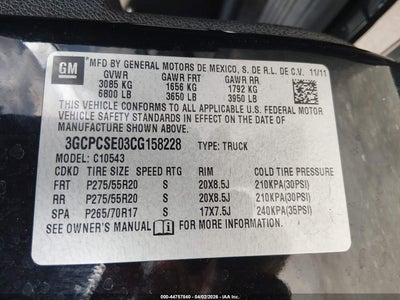 GM
MFD BY GENERAL MOTORS DE MEXICO, S. DE R.L. DE C.V. 11/11
GVWR GAWR FRT GAWR RR
3085 KG 1656 KG 1792 KG
6800 LB 3650 LB 3950 LB
THIS VEHICLE CONFORMS TO ALL APPLICABLE U.S. FEDERAL MOTOR
VEHICLE SAFETY STANDARDS IN EFFECT ON THE DATE OF
MANUFACTURE SHOWN ABOVE.
3GCPCSE03CG158228 TYPE: TRUCK
MODEL: C10543
CDKD TIRE SIZE SPEED RTG RIM COLD TIRE PRESSURE
FRT P275/55R20 S 20X8.5J 210KPA(30PSI)
RR P275/55R20 S 20X8.5J 210KPA(30PSI)
SPA P265/70R17 S 17X7.5J 240KPA(35PSI)
SEE OWNER'S MANUAL FOR MORE INFORMATION.
000-44757840 - 04/02/2026 - IAA Inc.